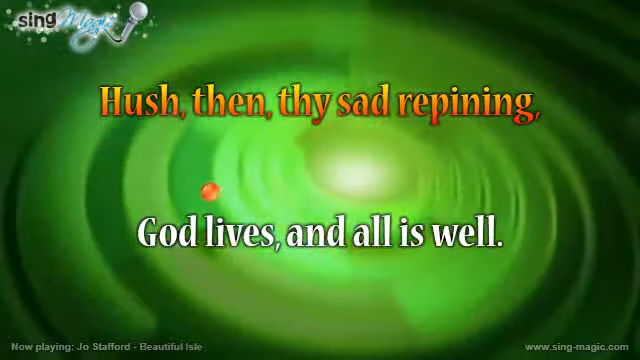 sing Magic
Hush, then, thy sad repining,
God lives, and all is well.
Now playing: Jo Stafford - Beautiful Isle
www.sing-magic.com